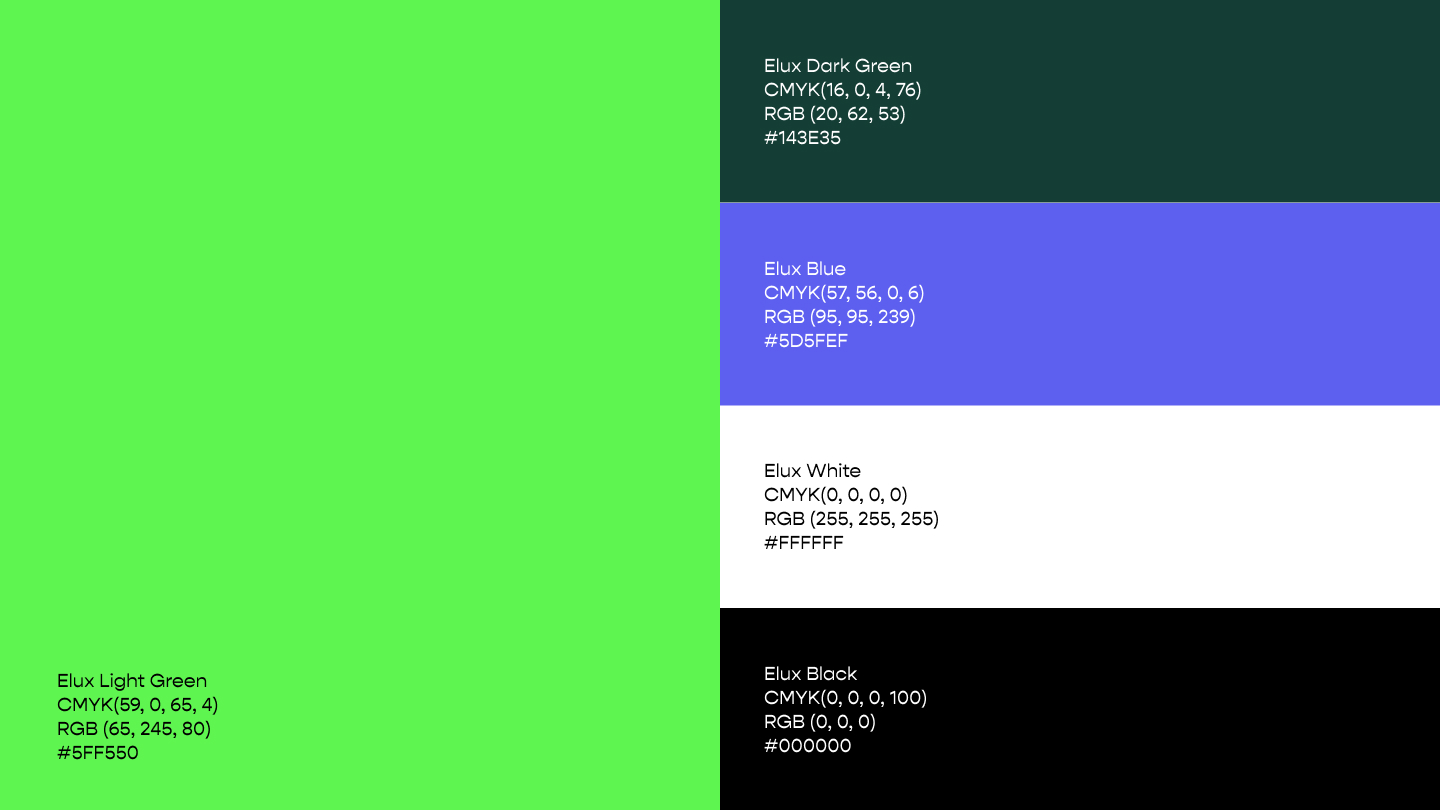 Elux Light Green
CMYK(59, 0, 65, 4)
RGB (65, 245, 80)
#5FF550
Elux Dark Green
CMYK(16, 0, 4, 76)
RGB (20, 62, 53)
#143E35
Elux Blue
CMYK(57, 56, 0, 6)
RGB (95, 95, 239)
#5D5FEF
Elux White
CMYK(0, 0, 0, 0)
RGB (255, 255, 255)
#FFFFFF
Elux Black
CMYK(0, 0, 0, 100)
RGB (0, 0, 0)
#000000